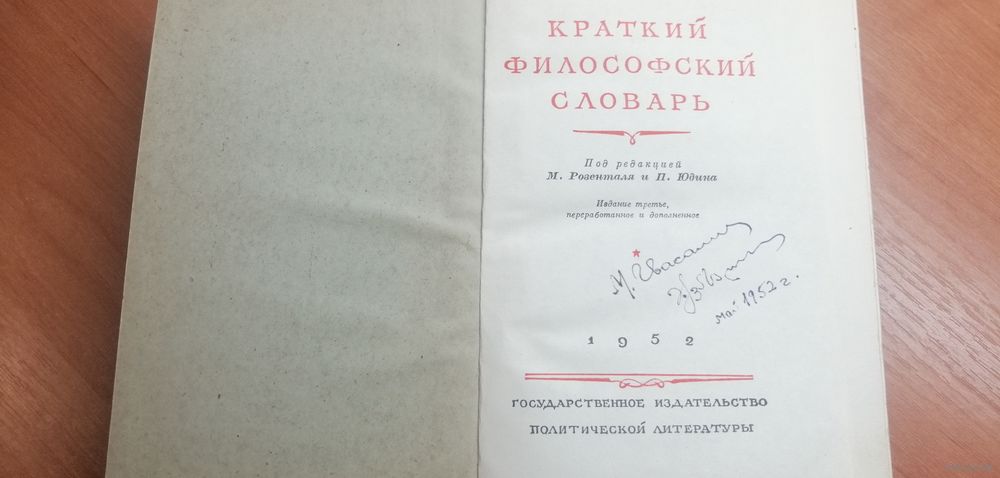 КРАТКИЙ
ФИЛОСОФСКИЙ
СЛОВАРЬ
Под редакцией
М. Розенталя и П. Юдина
Издание третье,
переработанное и дополненное
М.
май 1952 г.
1952
ГОСУДАРСТВЕННОЕ ИЗДАТЕЛЬСТВО
ПОЛИТИЧЕСКОЙ ЛИТЕРАТУРЫ